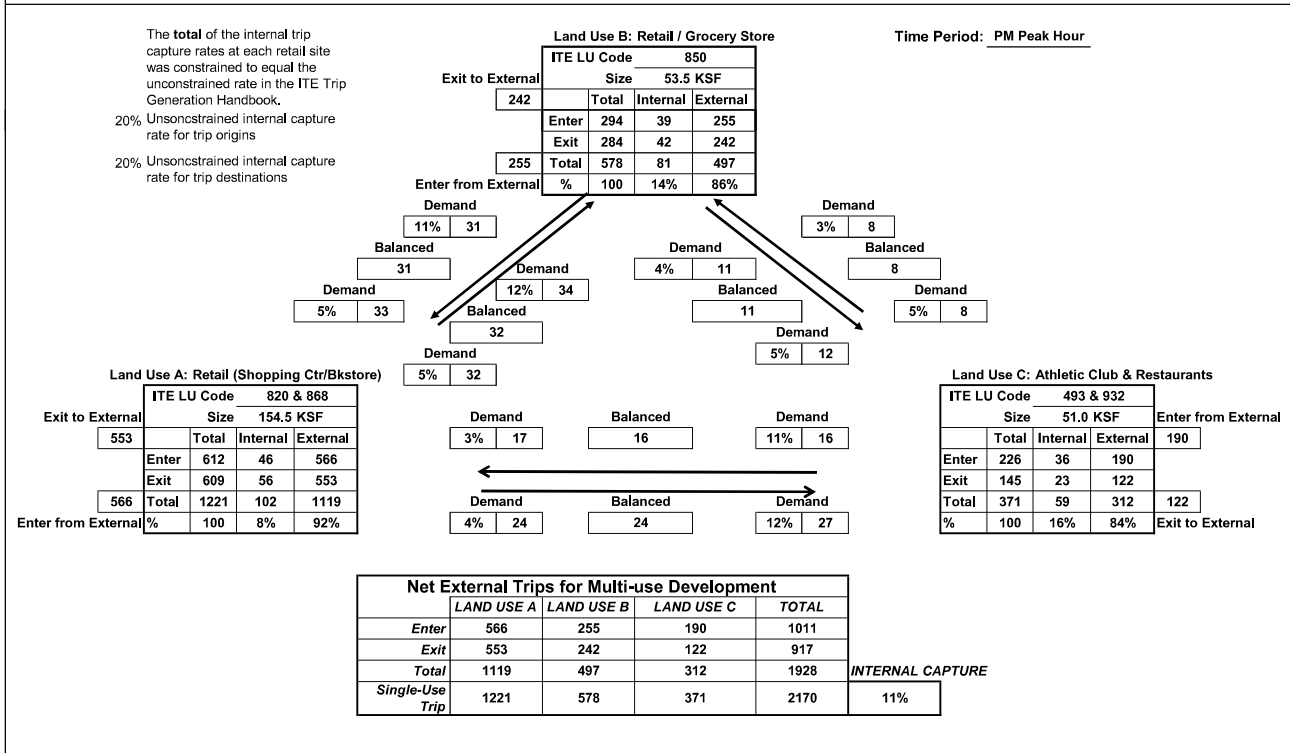 The total of the internal trip
capture rates at each retail site
was constrained to equal the
unconstrained rate in the ITE Trip
Generation Handbook.
20% Unsoncstrained internal capture
rate for trip origins
20% Unsoncstrained internal capture
rate for trip destinations
Time Period: PM Peak Hour
Land Use B: Retail / Grocery Store
ITE LU Code 850
Size 53.5 KSF
Exit to External
242
Total Internal External
Enter 294 39 255
Exit 284 42 242
255 Total 578 81 497
Enter from External % 100 14% 86%
Demand
11% 31
Balanced
31
Demand
5% 33
Demand
12% 34
Balanced
32
Demand
5% 32
Demand
4% 11
Balanced
11
Demand
5% 12
Demand
3% 8
Balanced
8
Demand
5% 8
Land Use A: Retail (Shopping Ctr/Bkstore)
ITE LU Code 820 & 868
Exit to External Size 154.5 KSF
553 Total Internal External
Enter 612 46 566
Exit 609 56 553
566 Total 1221 102 1119
Enter from External % 100 8% 92%
Demand Balanced Demand
3% 17 16 11% 16
Demand Balanced Demand
4% 24 24 12% 27
Land Use C: Athletic Club & Restaurants
ITE LU Code 493 & 932
Size 51.0 KSF Enter from External
Total Internal External 190
Enter 226 36 190
Exit 145 23 122
Total 371 59 312 122
% 100 16% 84% Exit to External
Net External Trips for Multi-use Development
LAND USE A LAND USE B LAND USE C TOTAL
Enter 566 255 190 1011
Exit 553 242 122 917
Total 1119 497 312 1928 INTERNAL CAPTURE
Single-Use
Trip 1221 578 371 2170 11%